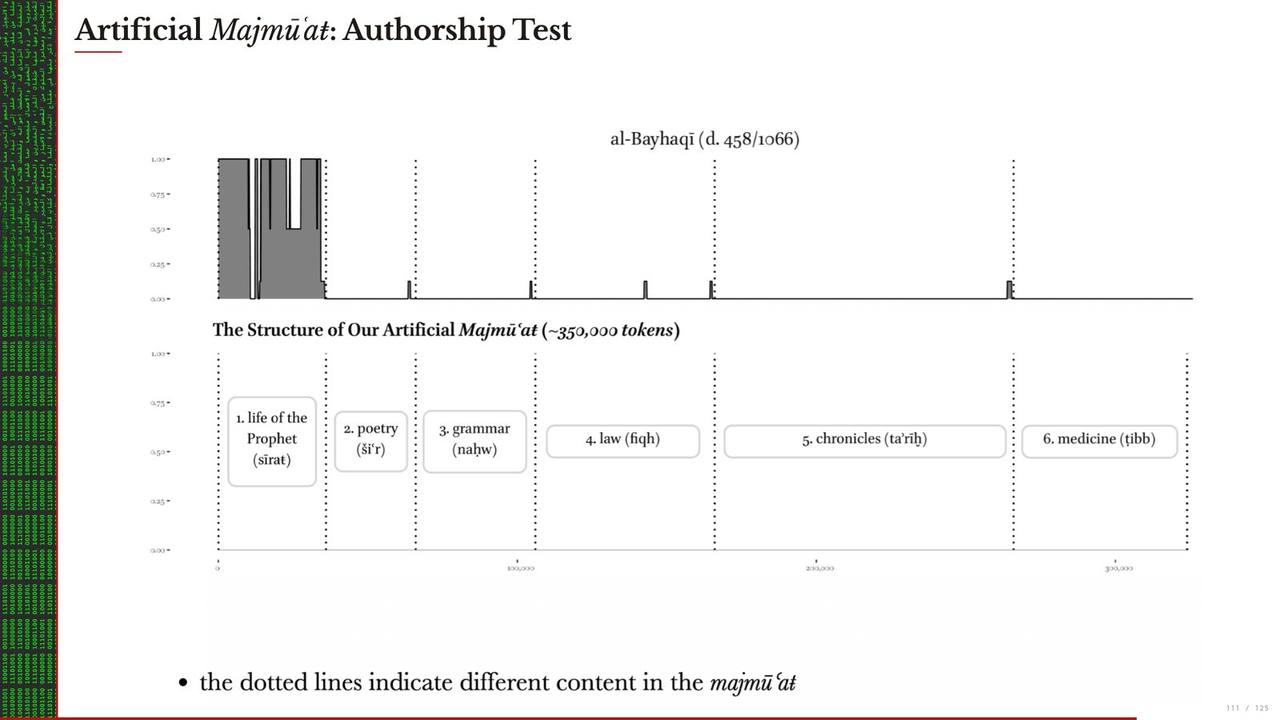 Artificial Majmūʿaŧ: Authorship Test
al-Bayhaqī (d. 458/1066)
1.00
0.75
0.50
0.25
0.00
The Structure of Our Artificial Majmūʿaŧ (~350,000 tokens)
1.00
0.75
0.50
0.25
0.00
1. life of the
Prophet
(sīrat)
2. poetry
(šiʿr)
3. grammar
(naḥw)
4. law (fiqh)
5. chronicles (taʾrīḫ)
6. medicine (ṭibb)
0
100,000
200,000
300,000
• the dotted lines indicate different content in the majmūʿaŧ
111 / 125